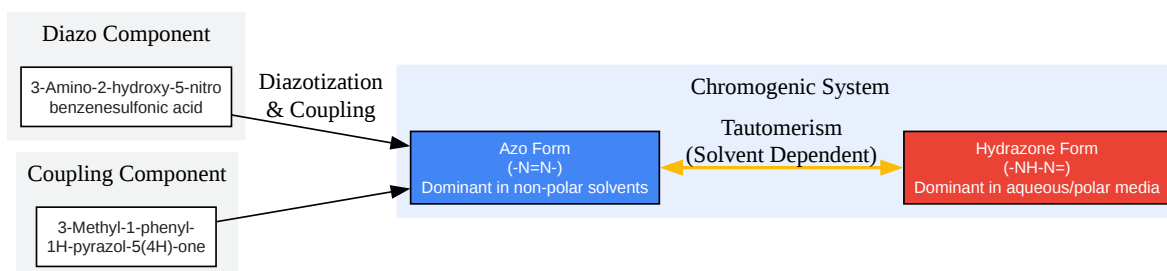 Diazo Component
3-Amino-2-hydroxy-5-nitro
benzenesulfonic acid
Diazotization
& Coupling
Coupling Component
3-Methyl-1-phenyl-
1H-pyrazol-5(4H)-one
Chromogenic System
Azo Form
(-N=N-)
Dominant in non-polar solvents
Tautomerism
(Solvent Dependent)
Hydrazone Form
(-NH-N=)
Dominant in aqueous/polar media